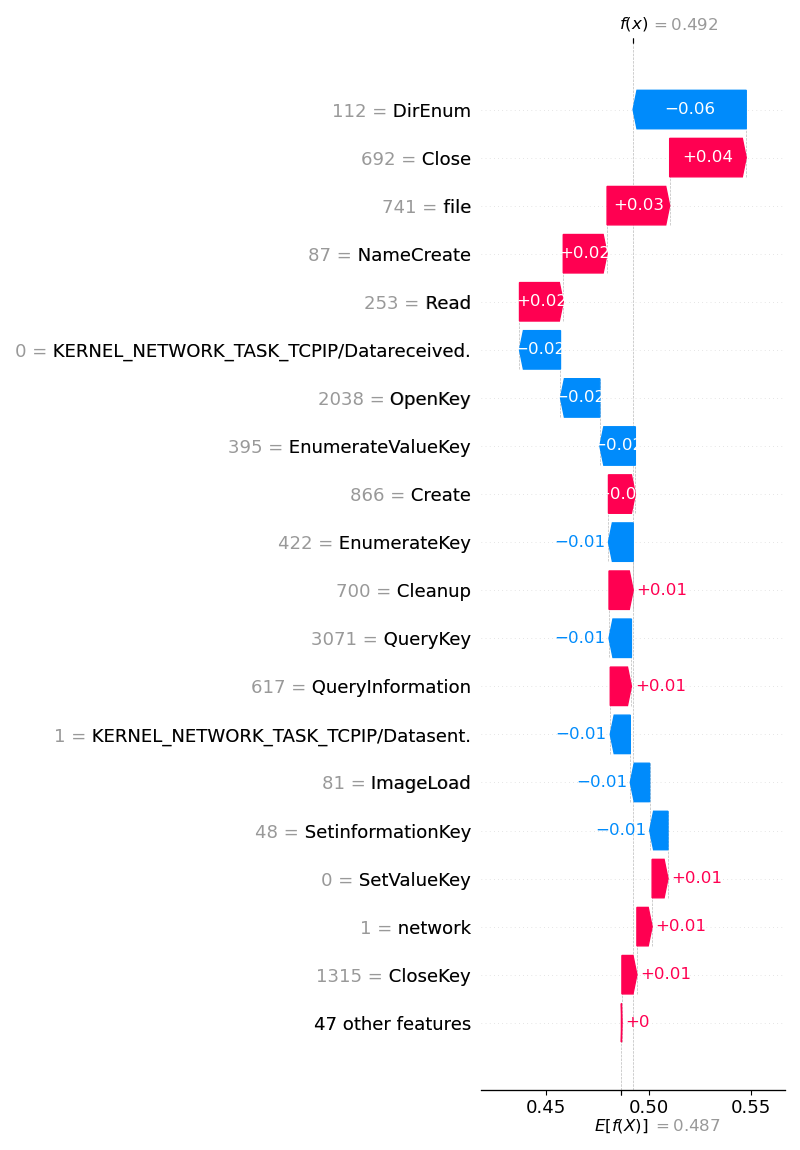 f(x) = 0.492
112 = DirEnum −0.06
692 = Close +0.04
741 = file +0.03
87 = NameCreate +0.02
253 = Read +0.02
0 = KERNEL_NETWORK_TASK_TCPIP/Datareceived. −0.02
2038 = OpenKey −0.02
395 = EnumerateValueKey −0.02
866 = Create
422 = EnumerateKey −0.01
700 = Cleanup +0.01
3071 = QueryKey −0.01
617 = QueryInformation +0.01
1 = KERNEL_NETWORK_TASK_TCPIP/Datasent. −0.01
81 = ImageLoad −0.01
48 = SetinformationKey −0.01
0 = SetValueKey +0.01
1 = network +0.01
1315 = CloseKey +0.01
47 other features +0
0.45 0.50 0.55
E[f(X)] = 0.487